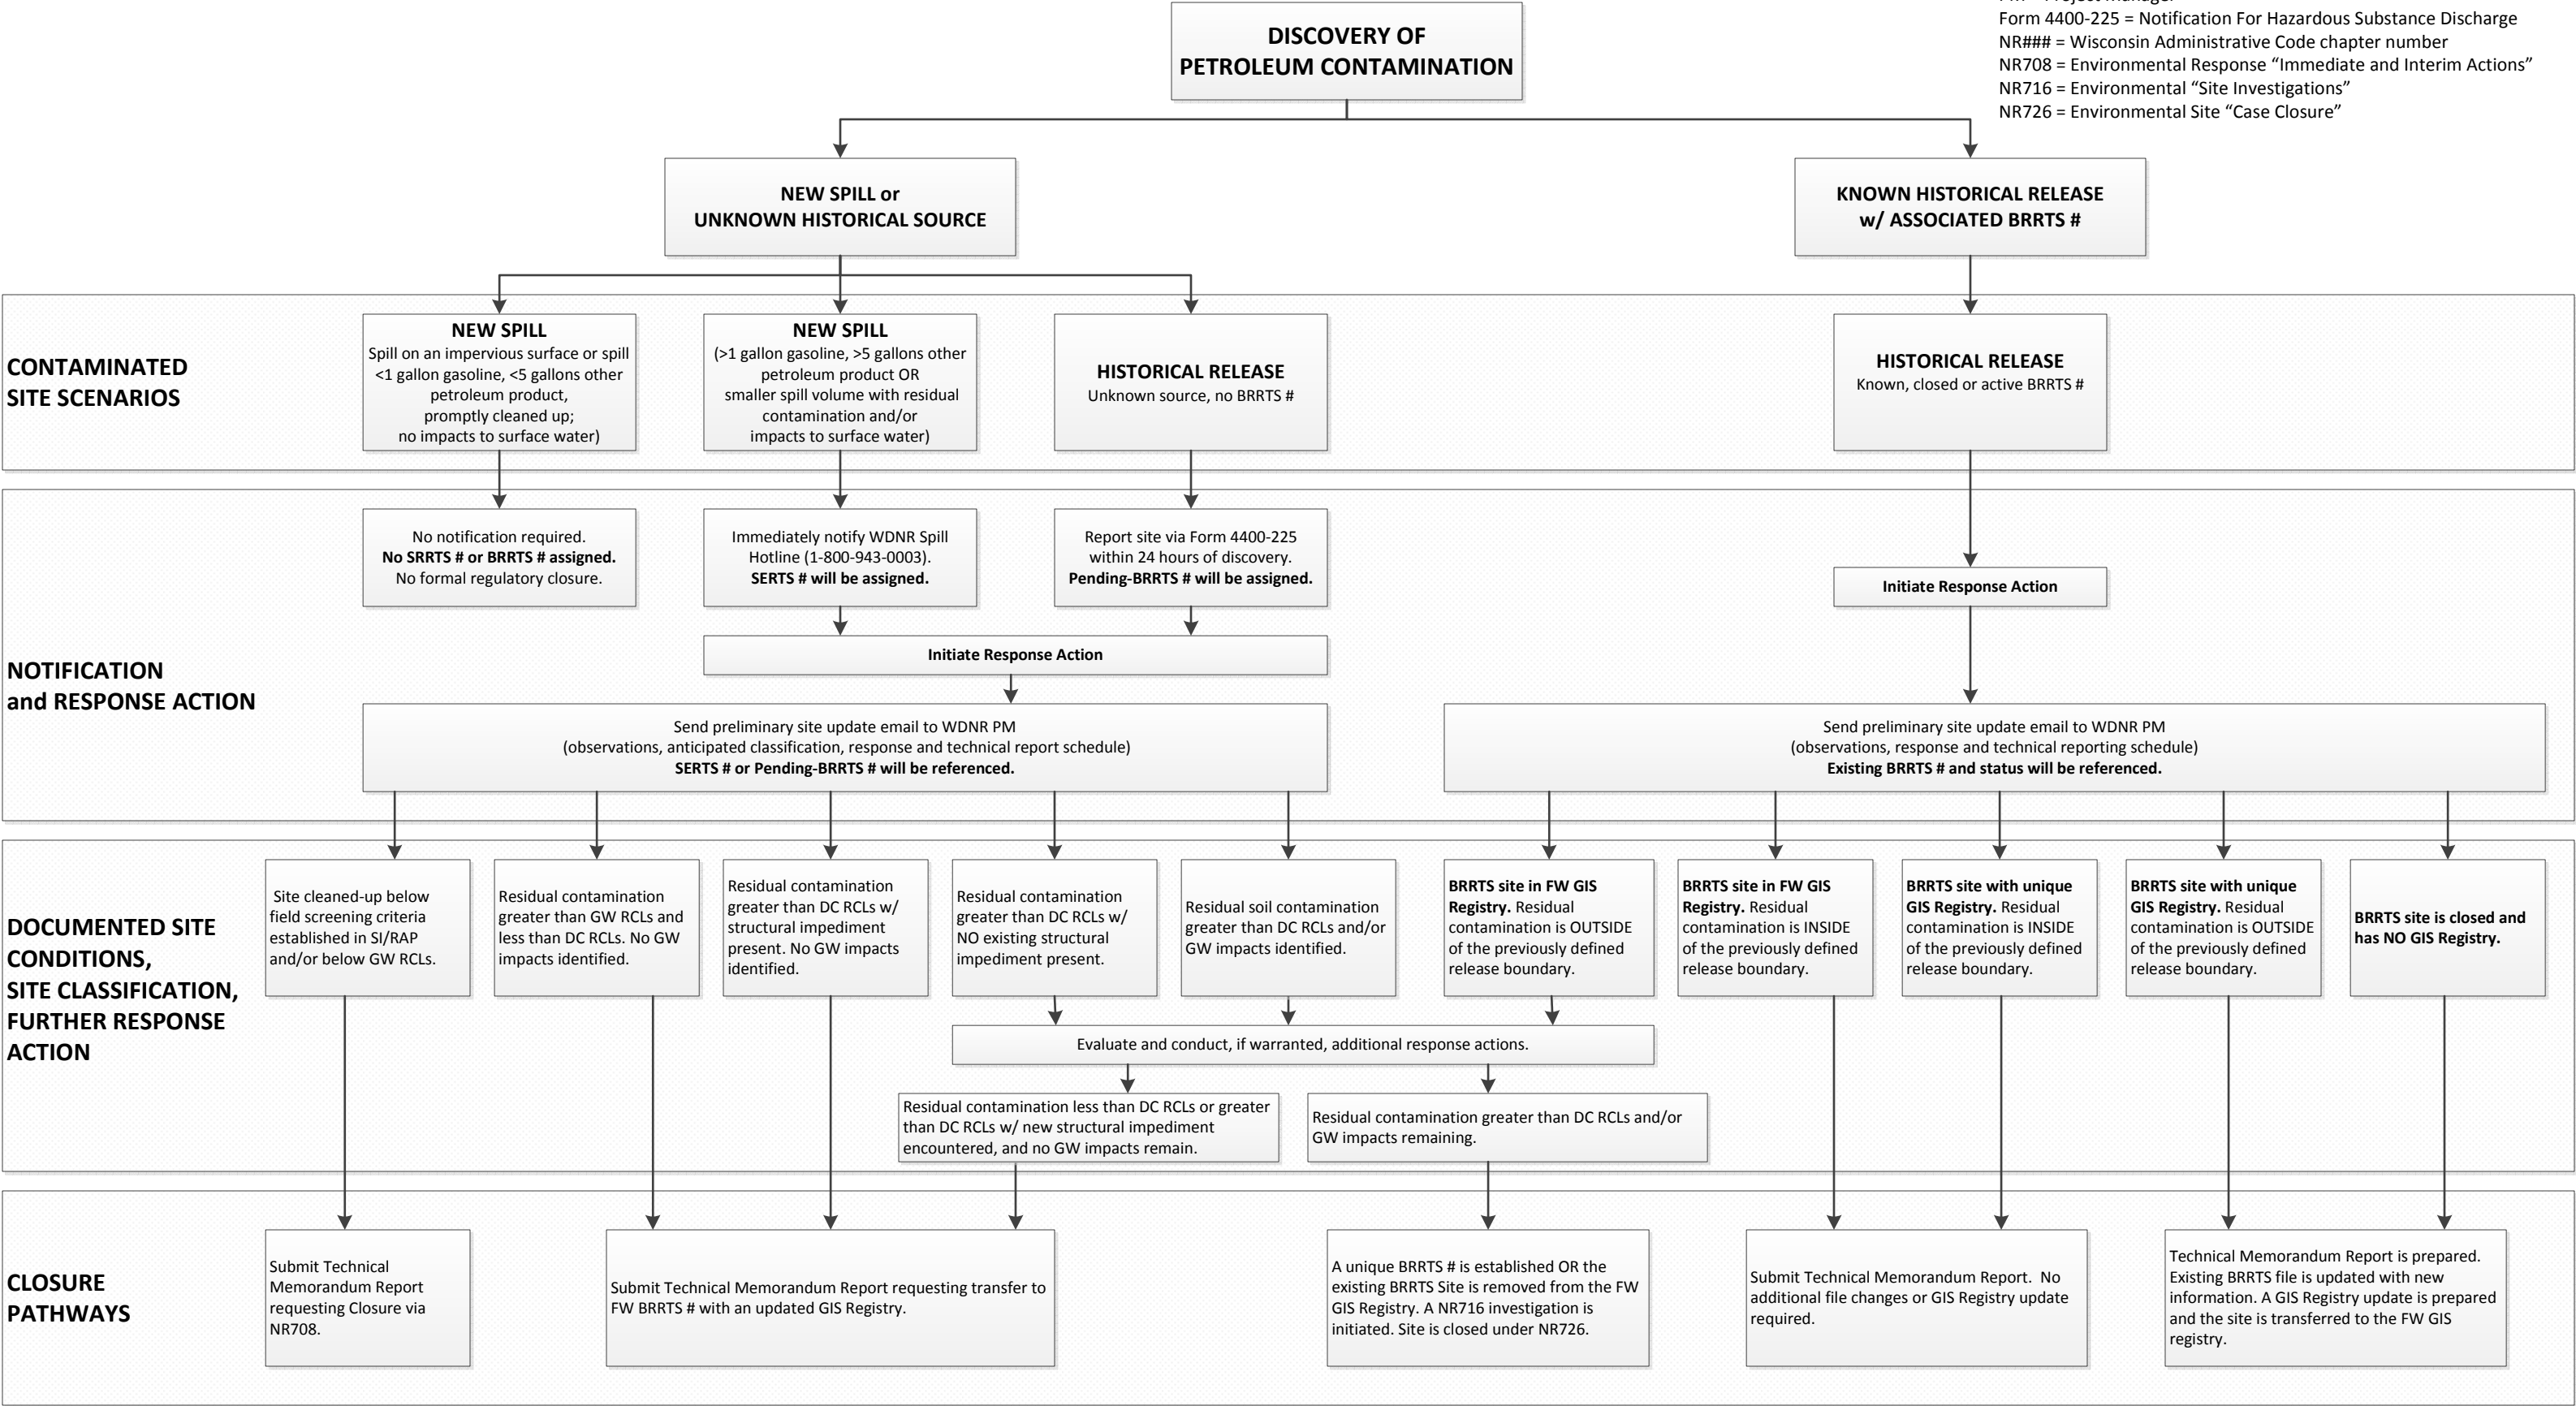 PM = Project Manager
Form 4400-225 = Notification For Hazardous Substance Discharge
NR### = Wisconsin Administrative Code chapter number
NR708 = Environmental Response “Immediate and Interim Actions”
NR716 = Environmental “Site Investigations”
NR726 = Environmental Site “Case Closure”
DISCOVERY OF
PETROLEUM CONTAMINATION
NEW SPILL or
UNKNOWN HISTORICAL SOURCE
KNOWN HISTORICAL RELEASE
w/ ASSOCIATED BRRTS #
CONTAMINATED
SITE SCENARIOS
NEW SPILL
Spill on an impervious surface or spill
<1 gallon gasoline, <5 gallons other
petroleum product,
promptly cleaned up;
no impacts to surface water)
NEW SPILL
(>1 gallon gasoline, >5 gallons other
petroleum product OR
smaller spill volume with residual
contamination and/or
impacts to surface water)
HISTORICAL RELEASE
Unknown source, no BRRTS #
HISTORICAL RELEASE
Known, closed or active BRRTS #
NOTIFICATION
and RESPONSE ACTION
No notification required.
No SRRTS # or BRRTS # assigned.
No formal regulatory closure.
Immediately notify WDNR Spill
Hotline (1-800-943-0003).
SERTS # will be assigned.
Report site via Form 4400-225
within 24 hours of discovery.
Pending-BRRTS # will be assigned.
Initiate Response Action
Initiate Response Action
Send preliminary site update email to WDNR PM
(observations, anticipated classification, response and technical report schedule)
SERTS # or Pending-BRRTS # will be referenced.
Send preliminary site update email to WDNR PM
(observations, response and technical reporting schedule)
Existing BRRTS # and status will be referenced.
DOCUMENTED SITE
CONDITIONS,
SITE CLASSIFICATION,
FURTHER RESPONSE
ACTION
Site cleaned-up below
field screening criteria
established in SI/RAP
and/or below GW RCLs.
Residual contamination
greater than GW RCLs and
less than DC RCLs. No GW
impacts identified.
Residual contamination
greater than DC RCLs w/
structural impediment
present. No GW impacts
identified.
Residual contamination
greater than DC RCLs w/
NO existing structural
impediment present.
Residual soil contamination
greater than DC RCLs and/or
GW impacts identified.
BRRTS site in FW GIS
Registry. Residual
contamination is OUTSIDE
of the previously defined
release boundary.
BRRTS site in FW GIS
Registry. Residual
contamination is INSIDE
of the previously defined
release boundary.
BRRTS site with unique
GIS Registry. Residual
contamination is INSIDE
of the previously defined
release boundary.
BRRTS site with unique
GIS Registry. Residual
contamination is OUTSIDE
of the previously defined
release boundary.
BRRTS site is closed and
has NO GIS Registry.
Evaluate and conduct, if warranted, additional response actions.
Residual contamination less than DC RCLs or greater
than DC RCLs w/ new structural impediment
encountered, and no GW impacts remain.
Residual contamination greater than DC RCLs and/or
GW impacts remaining.
CLOSURE
PATHWAYS
Submit Technical
Memorandum Report
requesting Closure via
NR708.
Submit Technical Memorandum Report requesting transfer to
FW BRRTS # with an updated GIS Registry.
A unique BRRTS # is established OR the
existing BRRTS Site is removed from the FW
GIS Registry. A NR716 investigation is
initiated. Site is closed under NR726.
Submit Technical Memorandum Report.  No
additional file changes or GIS Registry update
required.
Technical Memorandum Report is prepared.
Existing BRRTS file is updated with new
information. A GIS Registry update is prepared
and the site is transferred to the FW GIS
registry.